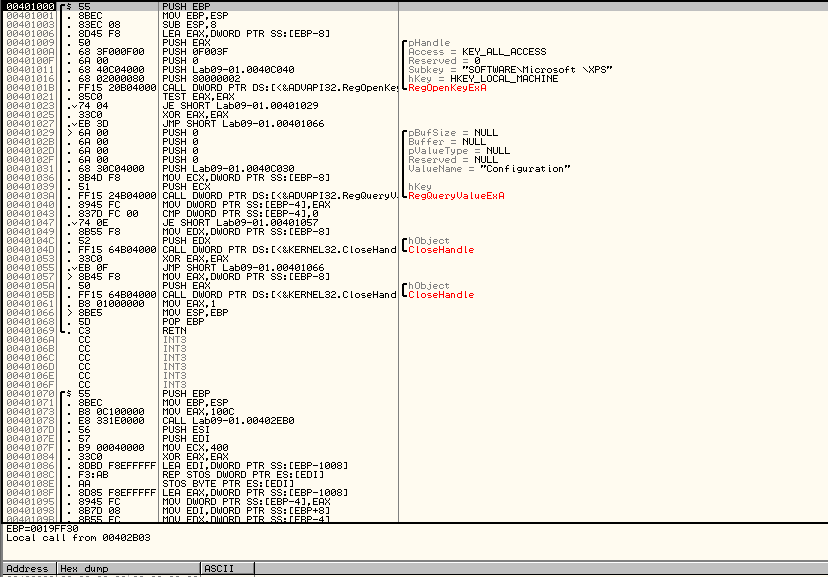 00401000 $ 55 PUSH EBP
00401001 . 8BEC MOV EBP,ESP
00401003 . 83EC 08 SUB ESP,8
00401006 . 8D45 F8 LEA EAX,DWORD PTR SS:[EBP-8]
00401009 . 50 PUSH EAX pHandle
0040100A . 68 3F000F00 PUSH 0F003F Access = KEY_ALL_ACCESS
0040100F . 6A 00 PUSH 0 Reserved = 0
00401011 . 68 40C04000 PUSH Lab09-01.0040C040 Subkey = "SOFTWARE\Microsoft \XPS"
00401016 . 68 02000080 PUSH 80000002 hKey = HKEY_LOCAL_MACHINE
0040101B . FF15 20B04000 CALL DWORD PTR DS:[<&ADVAPI32.RegOpenKe RegOpenKeyExA
00401021 . 85C0 TEST EAX,EAX
00401023 . 74 04 JE SHORT Lab09-01.00401029
00401025 . 33C0 XOR EAX,EAX
00401027 . EB 3D JMP SHORT Lab09-01.00401066
00401029 > 6A 00 PUSH 0 pBufSize = NULL
0040102B . 6A 00 PUSH 0 Buffer = NULL
0040102D . 6A 00 PUSH 0 pValueType = NULL
0040102F . 6A 00 PUSH 0 Reserved = NULL
00401031 . 68 30C04000 PUSH Lab09-01.0040C030 ValueName = "Configuration"
00401036 . 8B4D F8 MOV ECX,DWORD PTR SS:[EBP-8]
00401039 . 51 PUSH ECX hKey
0040103A . FF15 24B04000 CALL DWORD PTR DS:[<&ADVAPI32.RegQueryV RegQueryValueExA
00401040 . 8945 FC MOV DWORD PTR SS:[EBP-4],EAX
00401043 . 837D FC 00 CMP DWORD PTR SS:[EBP-4],0
00401047 . 74 0E JE SHORT Lab09-01.00401057
00401049 . 8B55 F8 MOV EDX,DWORD PTR SS:[EBP-8]
0040104C . 52 PUSH EDX hObject
0040104D . FF15 64B04000 CALL DWORD PTR DS:[<&KERNEL32.CloseHand CloseHandle
00401053 . 33C0 XOR EAX,EAX
00401055 . EB 0F JMP SHORT Lab09-01.00401066
00401057 > 8B45 F8 MOV EAX,DWORD PTR SS:[EBP-8]
0040105A . 50 PUSH EAX hObject
0040105B . FF15 64B04000 CALL DWORD PTR DS:[<&KERNEL32.CloseHand CloseHandle
00401061 . B8 01000000 MOV EAX,1
00401066 > 8BE5 MOV ESP,EBP
00401068 . 5D POP EBP
00401069 . C3 RETN
0040106A CC INT3
0040106B CC INT3
0040106C CC INT3
0040106D CC INT3
0040106E CC INT3
0040106F CC INT3
00401070 $ 55 PUSH EBP
00401071 . 8BEC MOV EBP,ESP
00401073 . B8 0C100000 MOV EAX,100C
00401078 . E8 331E0000 CALL Lab09-01.00402EB0
0040107D . 56 PUSH ESI
0040107E . 57 PUSH EDI
0040107F . B9 00040000 MOV ECX,400
00401084 . 33C0 XOR EAX,EAX
00401086 . 8DBD F8EFFFFF LEA EDI,DWORD PTR SS:[EBP-1008]
0040108C . F3:AB REP STOS DWORD PTR ES:[EDI]
0040108E . AA STOS BYTE PTR ES:[EDI]
0040108F . 8D85 F8EFFFFF LEA EAX,DWORD PTR SS:[EBP-1008]
00401095 . 8945 FC MOV DWORD PTR SS:[EBP-4],EAX
00401098 . 8B7D 08 MOV EDI,DWORD PTR SS:[EBP+8]
0040109B . 8B55 FC MOV EDX,DWORD PTR SS:[EBP-4]
EBP=0019FF30
Local call from 00402B03
Address Hex dump ASCII